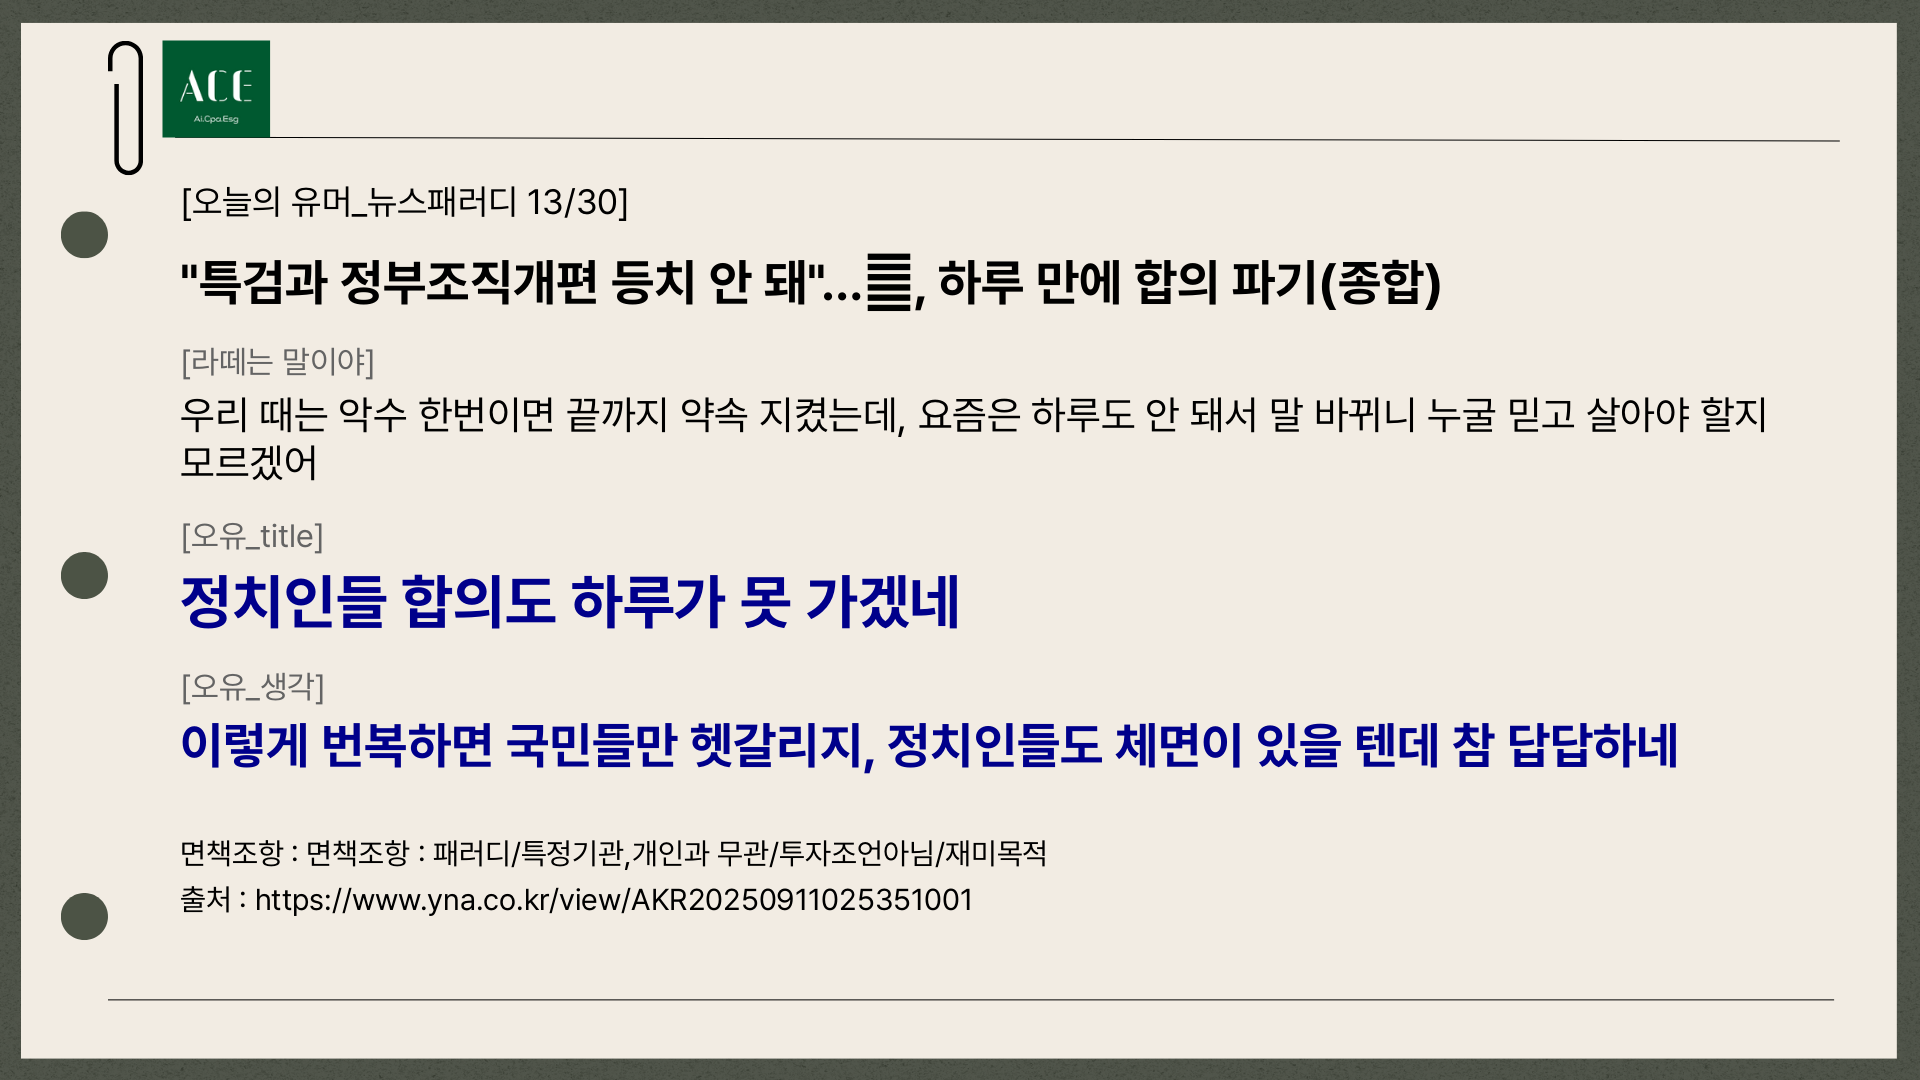 ACE
Ai.Cpa.Esg
[오늘의 유머_뉴스패러디 13/30]
"특검과 정부조직개편 등치 안 돼"…, 하루 만에 합의 파기(종합)
[라떼는 말이야]
우리 때는 악수 한번이면 끝까지 약속 지켰는데, 요즘은 하루도 안 돼서 말 바뀌니 누굴 믿고 살아야 할지
모르겠어
[오유_title]
정치인들 합의도 하루가 못 가겠네
[오유_생각]
이렇게 번복하면 국민들만 헷갈리지, 정치인들도 체면이 있을 텐데 참 답답하네
면책조항 : 면책조항 : 패러디/특정기관,개인과 무관/투자조언아님/재미목적
출처 : https://www.yna.co.kr/view/AKR20250911025351001